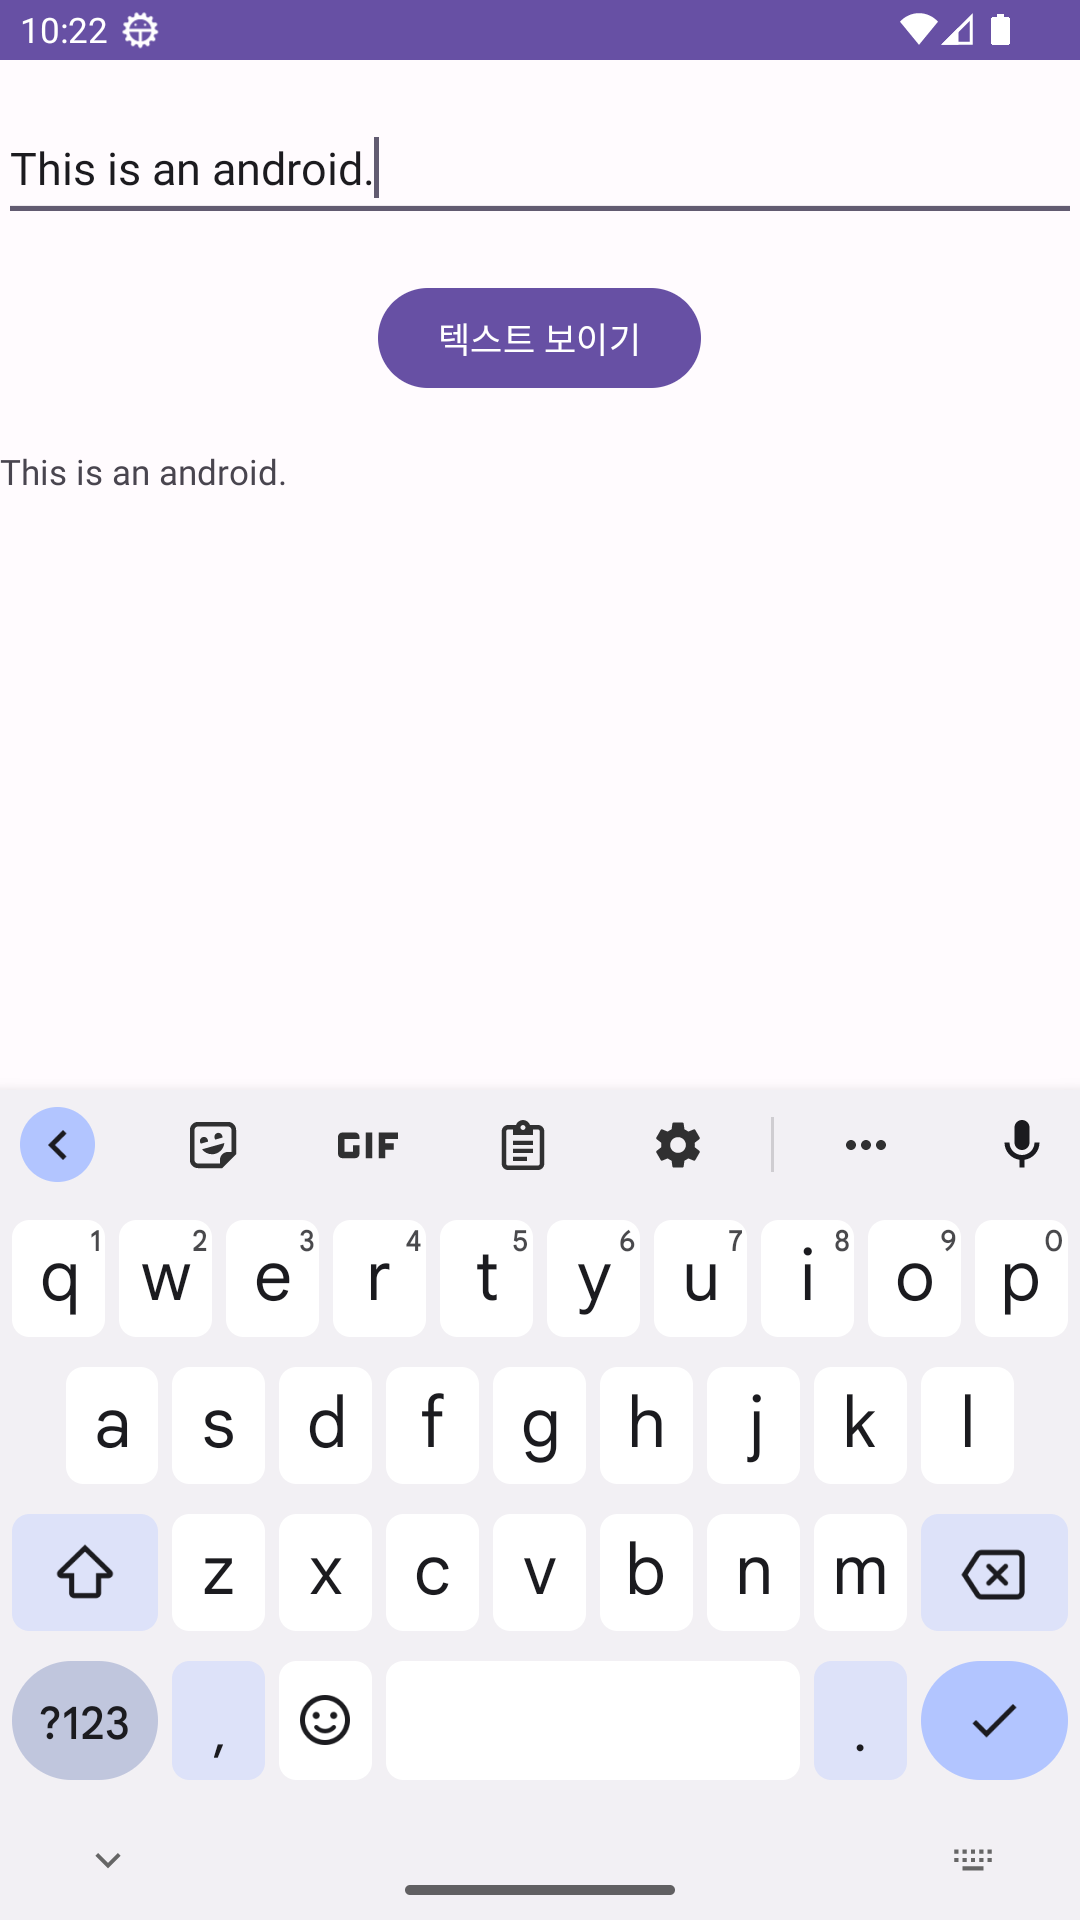 10:22
This is an android.
텍스트 보이기
This is an android.
GIF
q 1 w 2 e 3 r 4 t 5 y 6 u 7 i 8 o 9 p 0
a s d f g h j k l
z x c v b n m
?123 , .